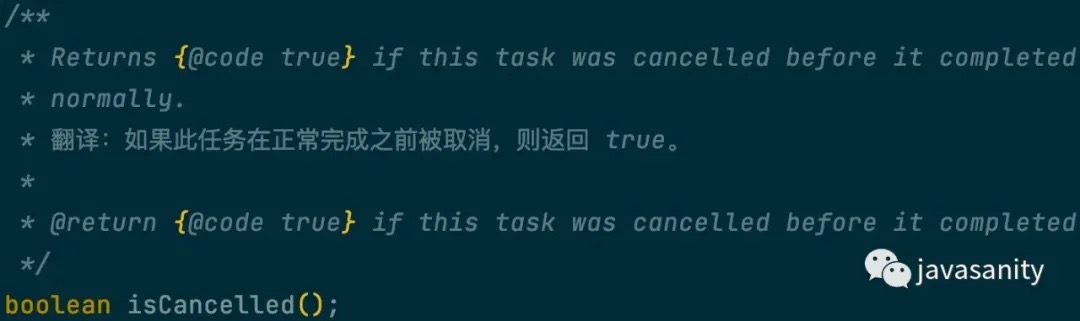 /**
 * Returns {@code true} if this task was cancelled before it completed
 * normally.
 * 翻译：如果此任务在正常完成之前被取消，则返回 true。
 *
 * @return {@code true} if this task was cancelled before it completed
 */
javasanity
boolean isCancelled();